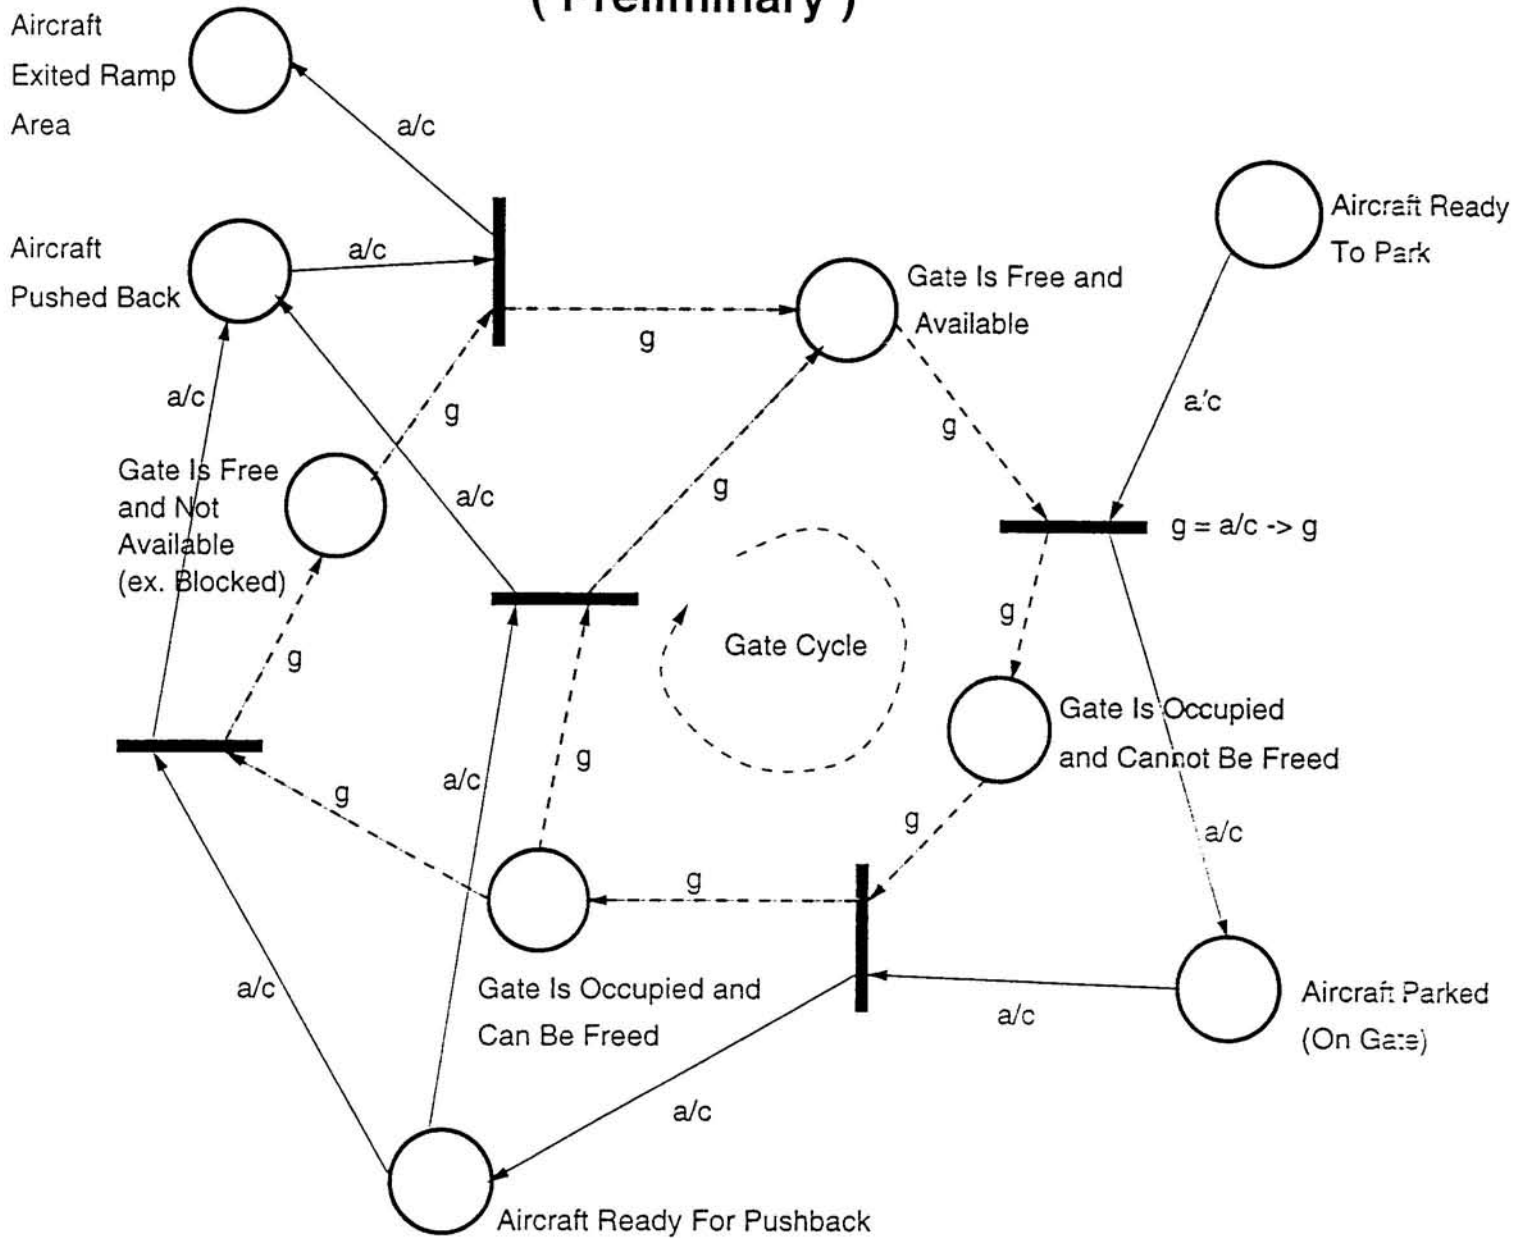 ( Preliminary )
Aircraft
Exited Ramp
Area
a/c
Aircraft Ready
To Park
Aircraft
Pushed Back
a/c
Gate Is Free and
Available
g
a/c
g
a/c
g
Gate Is Free
and Not
Available
(ex. Blocked)
a/c
g
g = a/c -> g
g
Gate Cycle
g
Gate Is Occupied
and Cannot Be Freed
g
a/c
g
g
a/c
g
a/c
Gate Is Occupied and
Can Be Freed
a/c
Aircraft Parked
(On Gate)
a/c
Aircraft Ready For Pushback